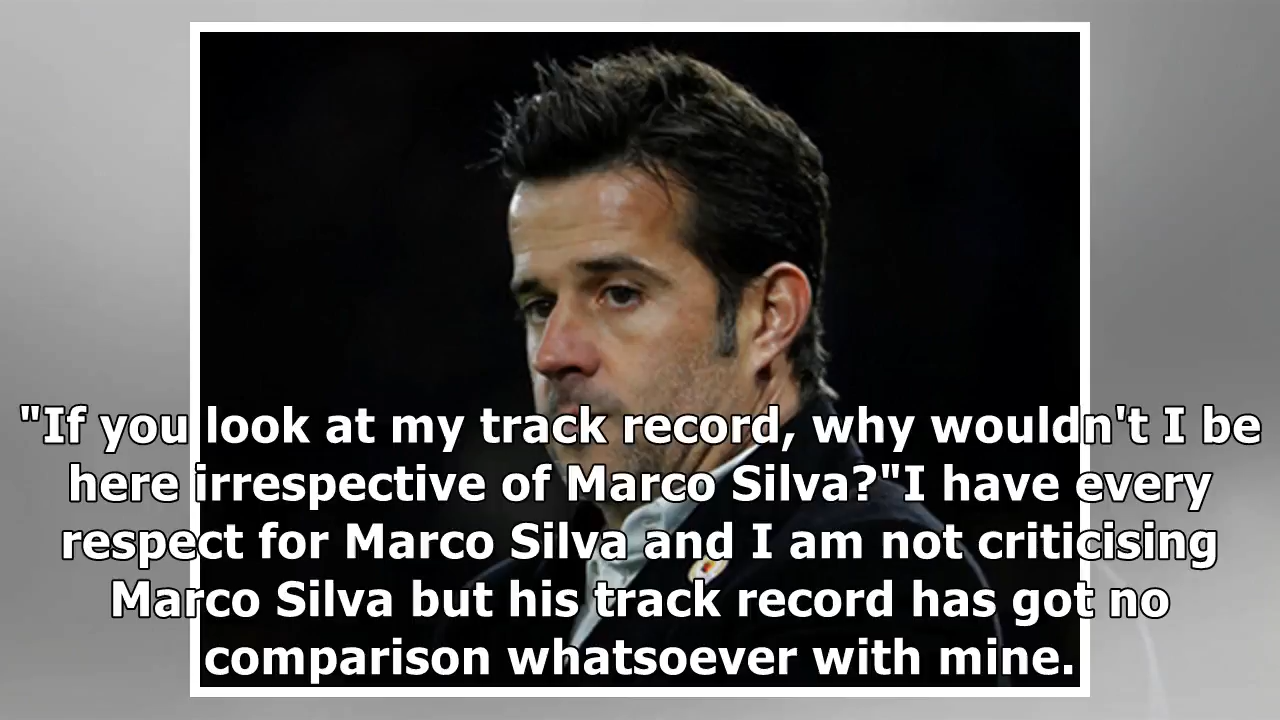 "If you look at my track record, why wouldn't I be
here irrespective of Marco Silva?"I have every
respect for Marco Silva and I am not criticising
Marco Silva but his track record has got no
comparison whatsoever with mine.